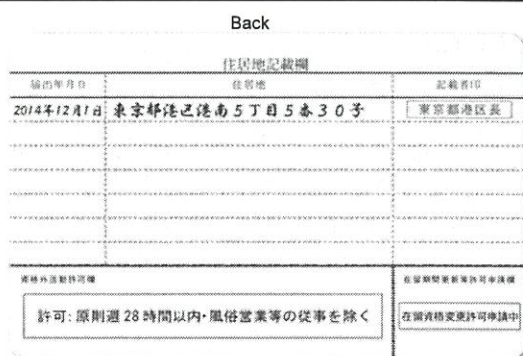 Back
住居地記載欄
届出年月日 住居地 記載者印
2014年12月1日 東京都港区港南5丁目5番30号 東京都港区長
資格外活動許可欄 在留期間更新等許可申請欄
許可:原則週28時間以内・風俗営業等の従事を除く 在留資格変更許可申請中